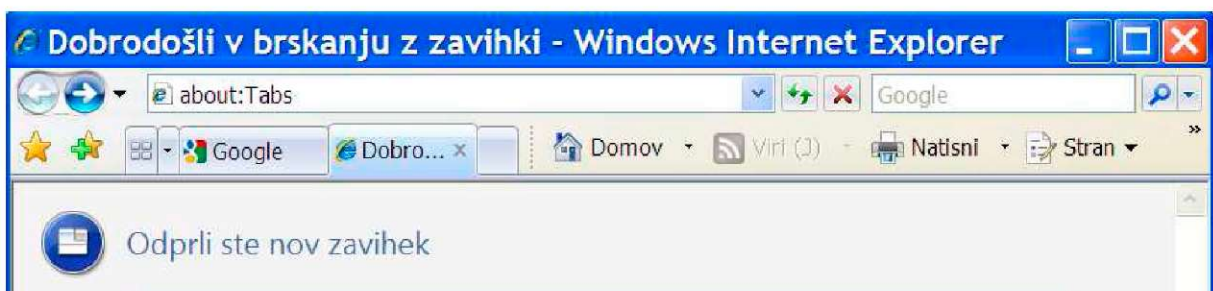 Dobrodošli v brskanju z zavihki - Windows Internet Explorer
about:Tabs
Google
Google
Dobro...
Domov
Viri (J)
Natisni
Stran
Odprli ste nov zavihek